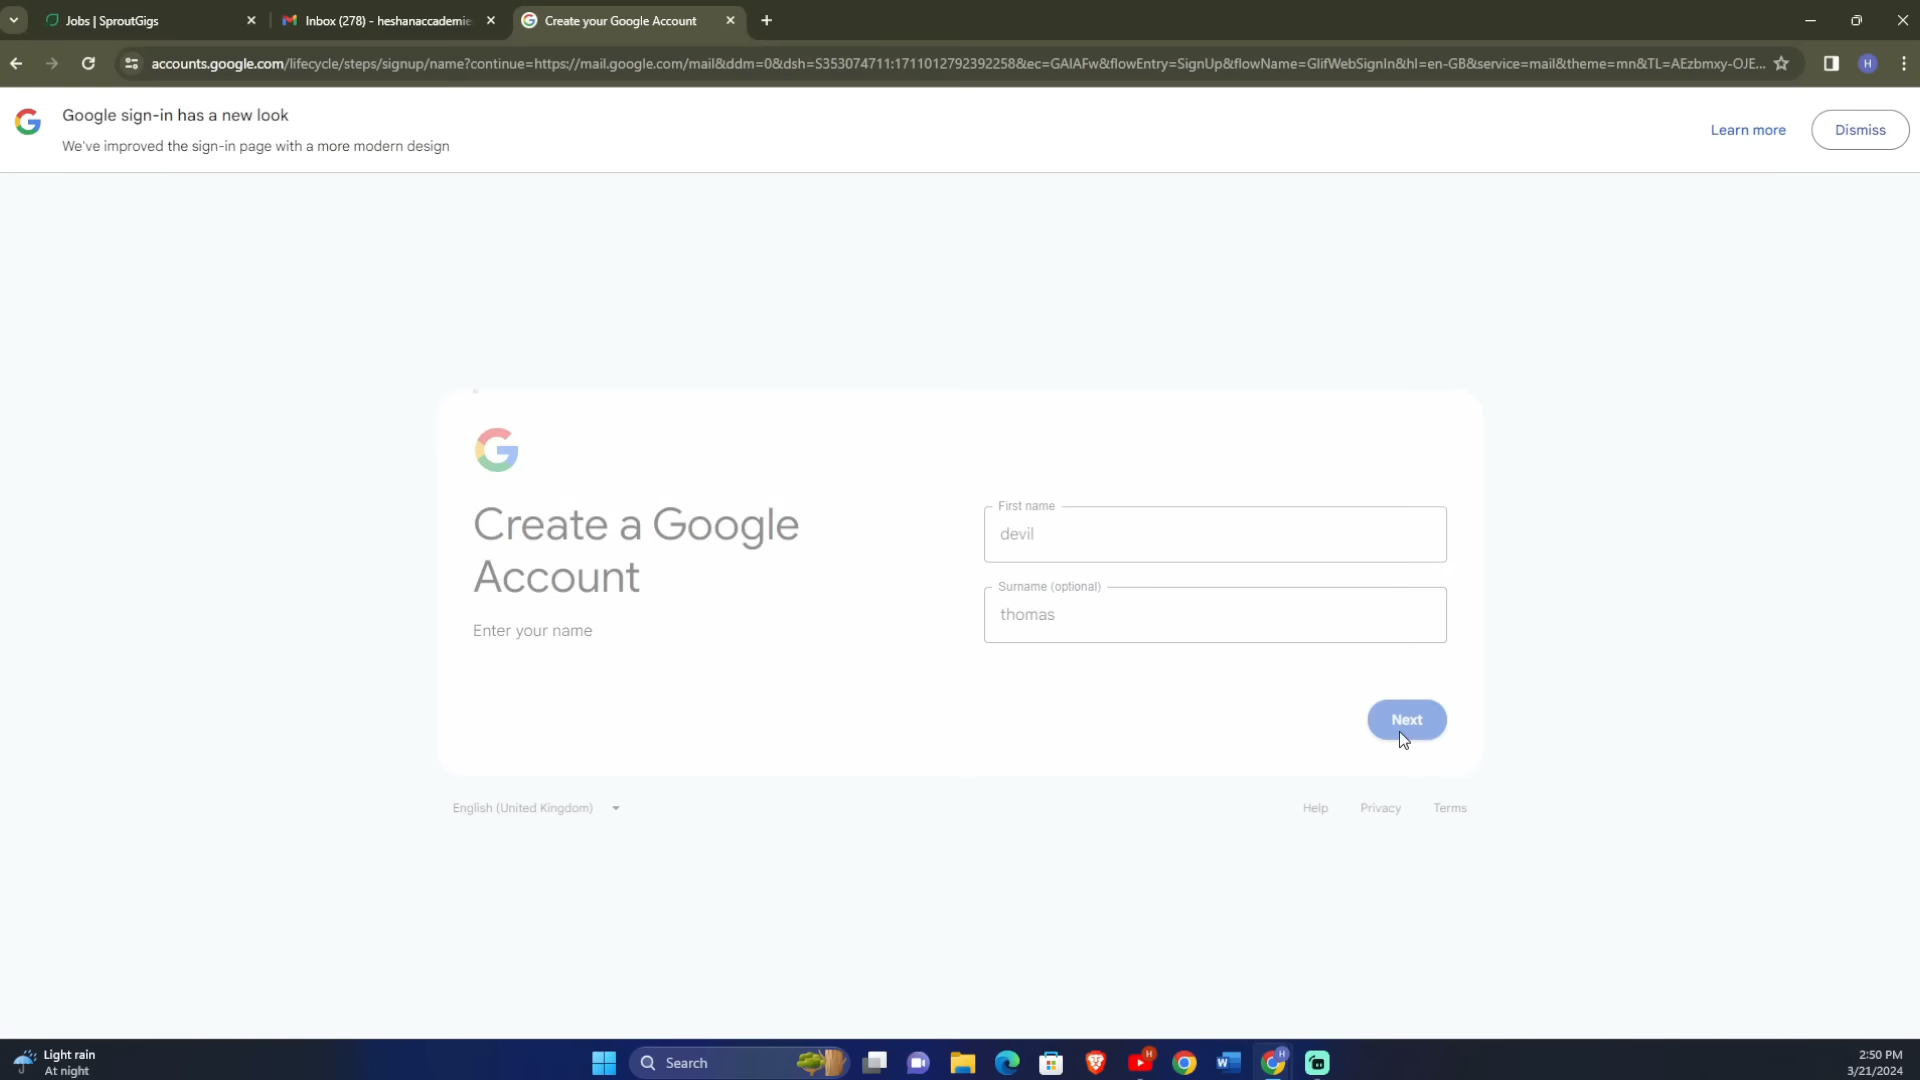 Jobs | SproutGigs
Inbox (278) - heshanaccademie
Create your Google Account
accounts.google.com/lifecycle/steps/signup/name?continue=https://mail.google.com/mail&ddm=0&dsh=S353074711:1711012792392258&ec=GAlAFw&flowEntry=SignUp&flowName=GlifWebSignIn&hl=en-GB&service=mail&theme=mn&TL=AEzbmxy-OJE...
H
Google sign-in has a new look
We've improved the sign-in page with a more modern design
Learn more
Dismiss
Create a Google
Account
Enter your name
First name
devil
Surname (optional)
thomas
Next
English (United Kingdom)
Help
Privacy
Terms
Light rain
At night
Search
2:50 PM
3/21/2024